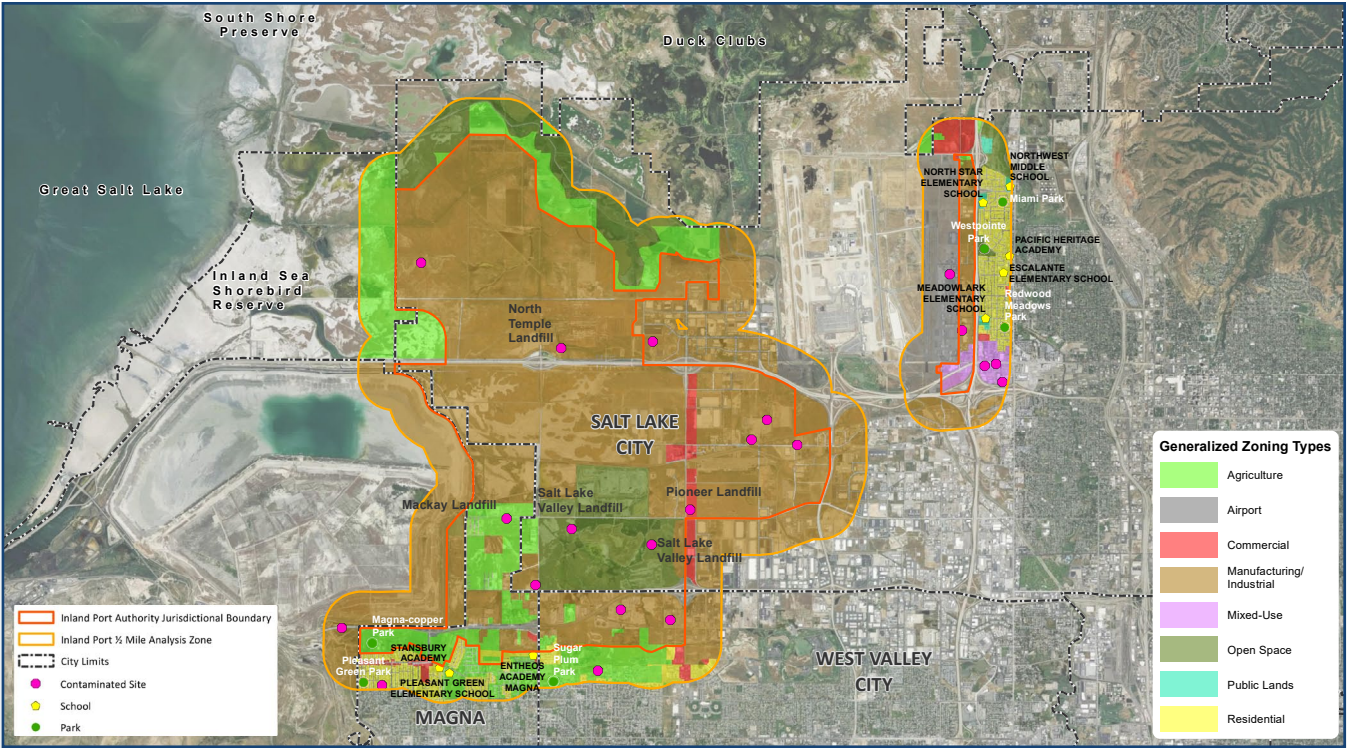 South Shore
Preserve
Duck Clubs
Great Salt Lake
Inland Sea
Shorebird
Reserve
NORTHWEST
MIDDLE
SCHOOL
NORTH STAR
ELEMENTARY
SCHOOL
Miami Park
Westpointe
Park
PACIFIC HERITAGE
ACADEMY
ESCALANTE
ELEMENTARY SCHOOL
MEADOWLARK
ELEMENTARY
SCHOOL
Redwood
Meadows
Park
North
Temple
Landfill
SALT LAKE
CITY
Mackay Landfill
Salt Lake
Valley Landfill
Pioneer Landfill
Salt Lake
Valley Landfill
Magna-copper
Park
STANSBURY
ACADEMY
Pleasant
Green Park
PLEASANT GREEN
ELEMENTARY SCHOOL
ENTHEOS
ACADEMY
MAGNA
Sugar
Plum
Park
MAGNA
WEST VALLEY
CITY
Inland Port Authority Jurisdictional Boundary
Inland Port ½ Mile Analysis Zone
City Limits
Contaminated Site
School
Park
Generalized Zoning Types
Agriculture
Airport
Commercial
Manufacturing/
Industrial
Mixed-Use
Open Space
Public Lands
Residential